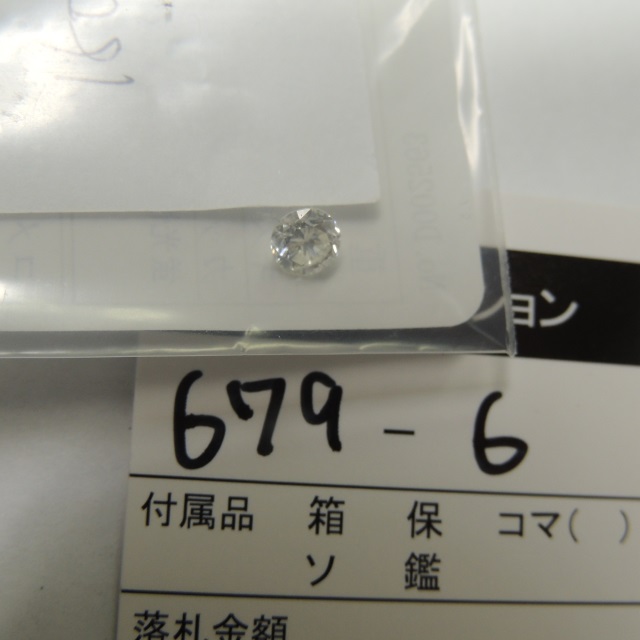 ョン
679-6
付属品 箱 保 コマ( )
ソ 鑑
落札金額